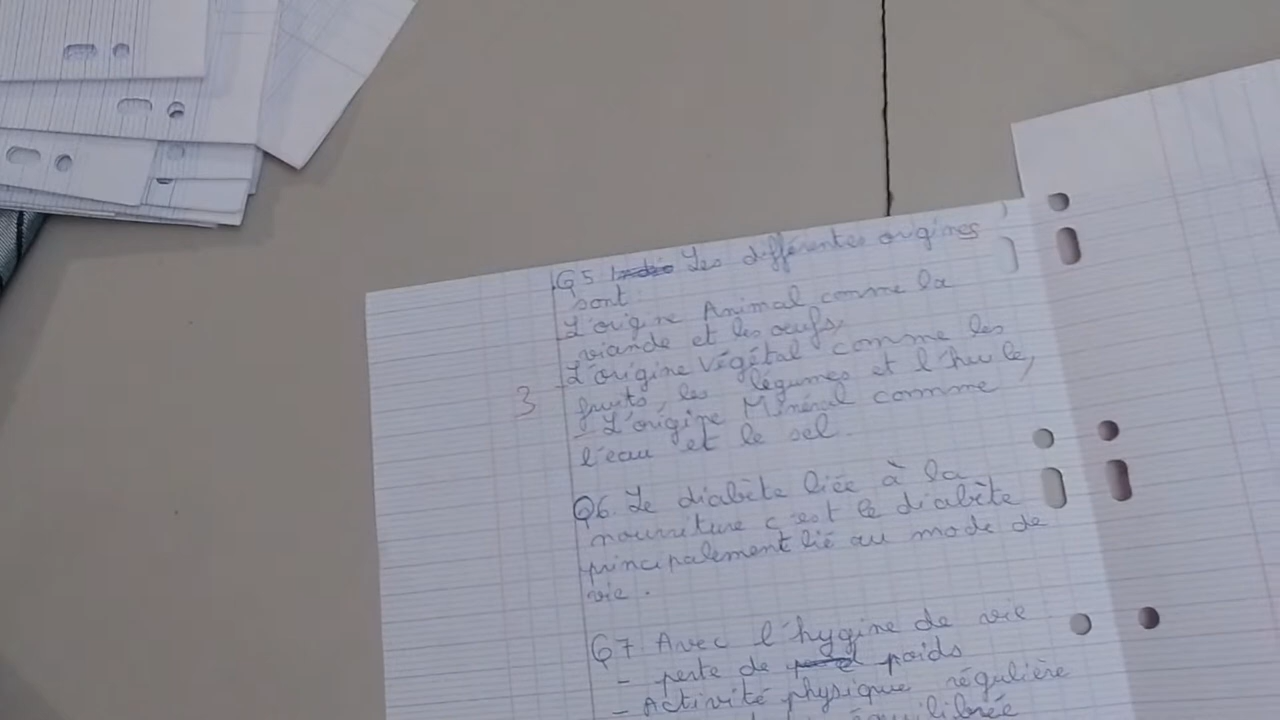 Q5 Les différentes origines
sont
L'origine Animal comme la
viande et les oeufs,
L'origine Végétal comme les
fruits, les légumes et l'huile,
3
- L'origine Minéral comme
l'eau et le sel.
Q6. Le diabète liée à la
nourriture c'est le diabète
principalement lié au mode de
vie.
Q7 Avec l'hygine de vie
- perte de poids
- Activité physique régulière
équilibrée